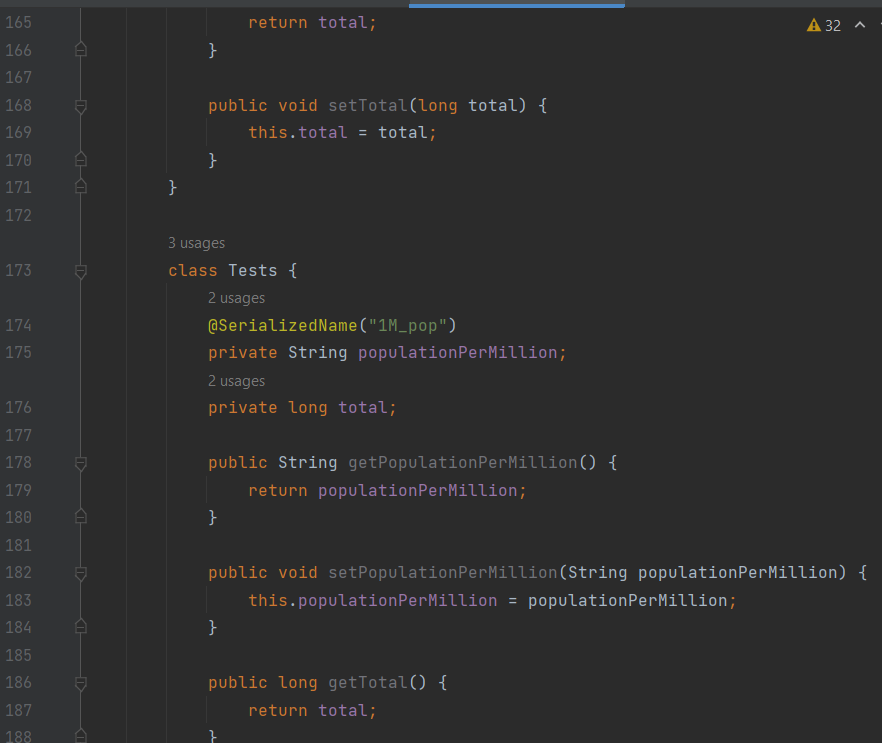 165 return total;
32
166 }
167
168 public void setTotal(long total) {
169 this.total = total;
170 }
171 }
172
3 usages
173 class Tests {
2 usages
174 @SerializedName("1M_pop")
175 private String populationPerMillion;
2 usages
176 private long total;
177
178 public String getPopulationPerMillion() {
179 return populationPerMillion;
180 }
181
182 public void setPopulationPerMillion(String populationPerMillion) {
183 this.populationPerMillion = populationPerMillion;
184 }
185
186 public long getTotal() {
187 return total;
188 }